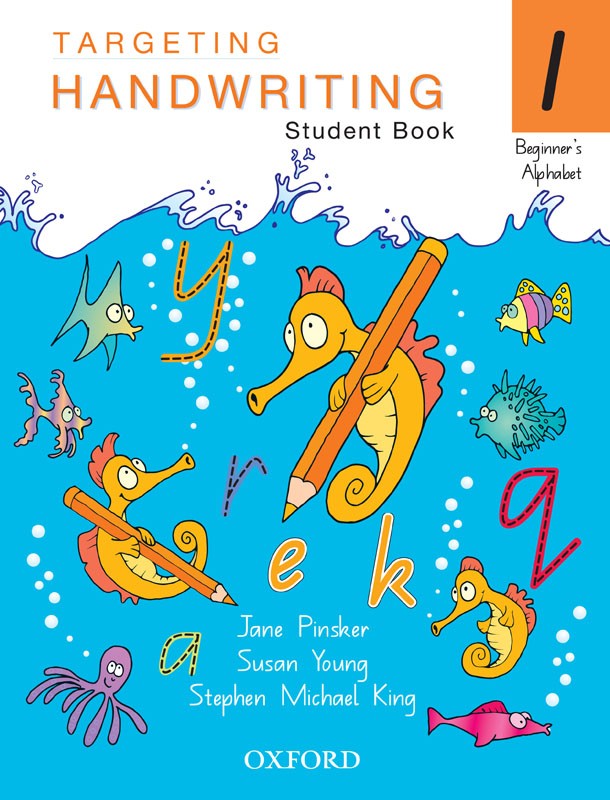 TARGETING
HANDWRITING
Student Book
1
Beginner's
Alphabet
y
r
q
e k
a
Jane Pinsker
Susan Young
Stephen Michael King
OXFORD